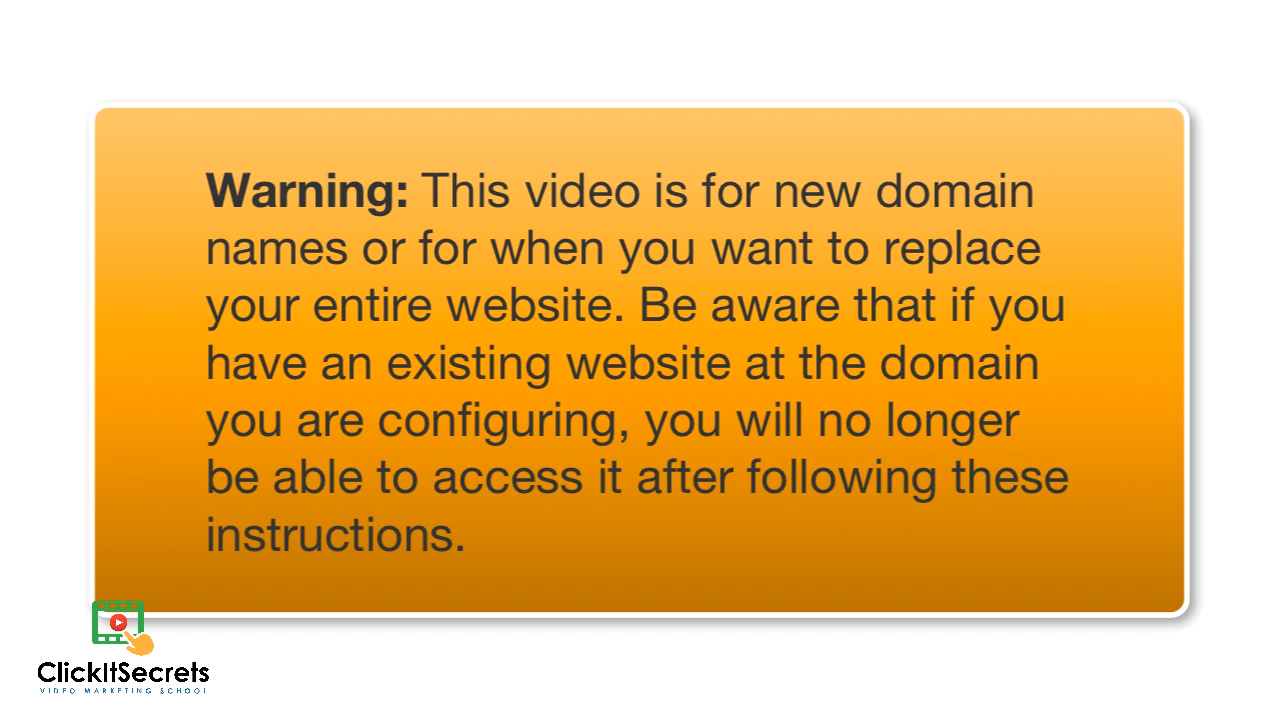 Warning: This video is for new domain
names or for when you want to replace
your entire website. Be aware that if you
have an existing website at the domain
you are configuring, you will no longer
be able to access it after following these
instructions.
ClickItSecrets
VIDEO MARKETING SCHOOL